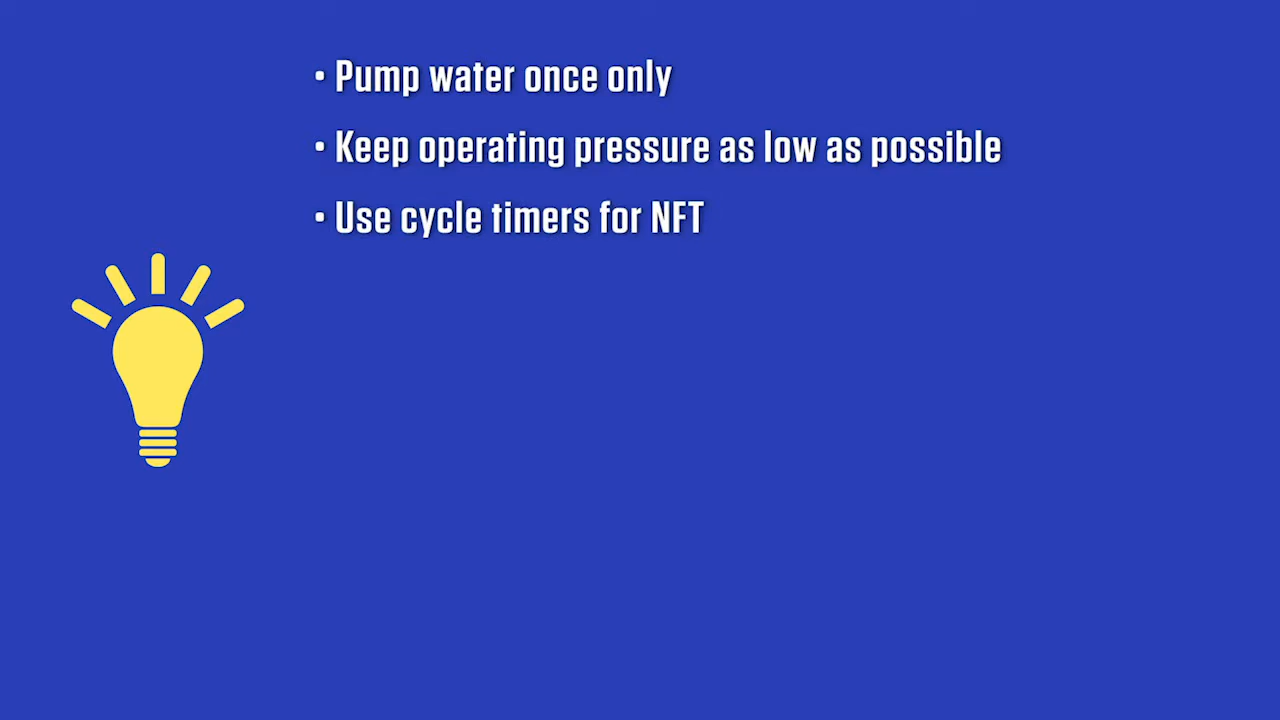 • Pump water once only
• Keep operating pressure as low as possible
• Use cycle timers for NFT